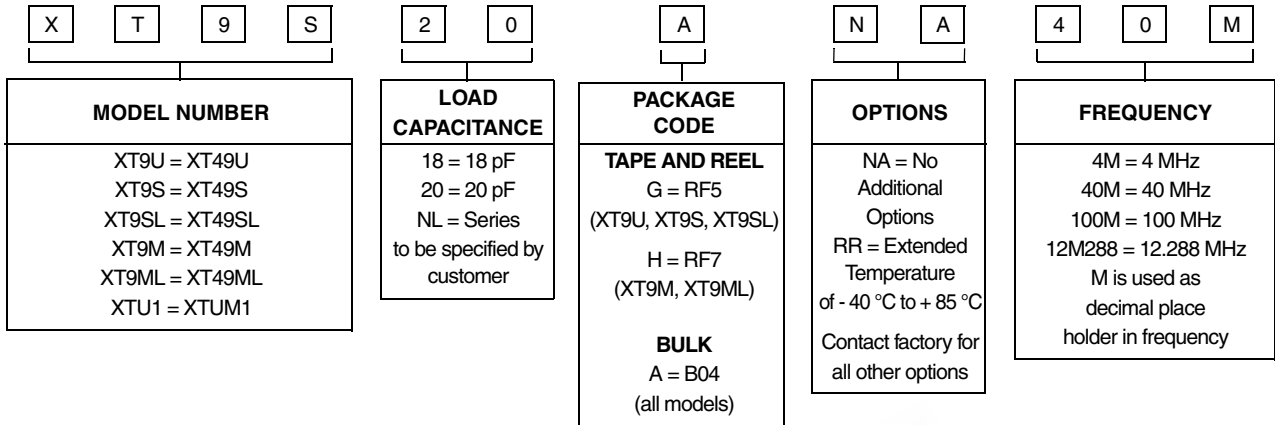 X T 9 S 2 0 A N A 4 0 M
MODEL NUMBER
XT9U = XT49U
XT9S = XT49S
XT9SL = XT49SL
XT9M = XT49M
XT9ML = XT49ML
XTU1 = XTUM1
LOAD
CAPACITANCE
18 = 18 pF
20 = 20 pF
NL = Series
to be specified by
customer
PACKAGE
CODE
TAPE AND REEL
G = RF5
(XT9U, XT9S, XT9SL)
H = RF7
(XT9M, XT9ML)
BULK
A = B04
(all models)
OPTIONS
NA = No
Additional
Options
RR = Extended
Temperature
of - 40 °C to + 85 °C
Contact factory for
all other options
FREQUENCY
4M = 4 MHz
40M = 40 MHz
100M = 100 MHz
12M288 = 12.288 MHz
M is used as
decimal place
holder in frequency